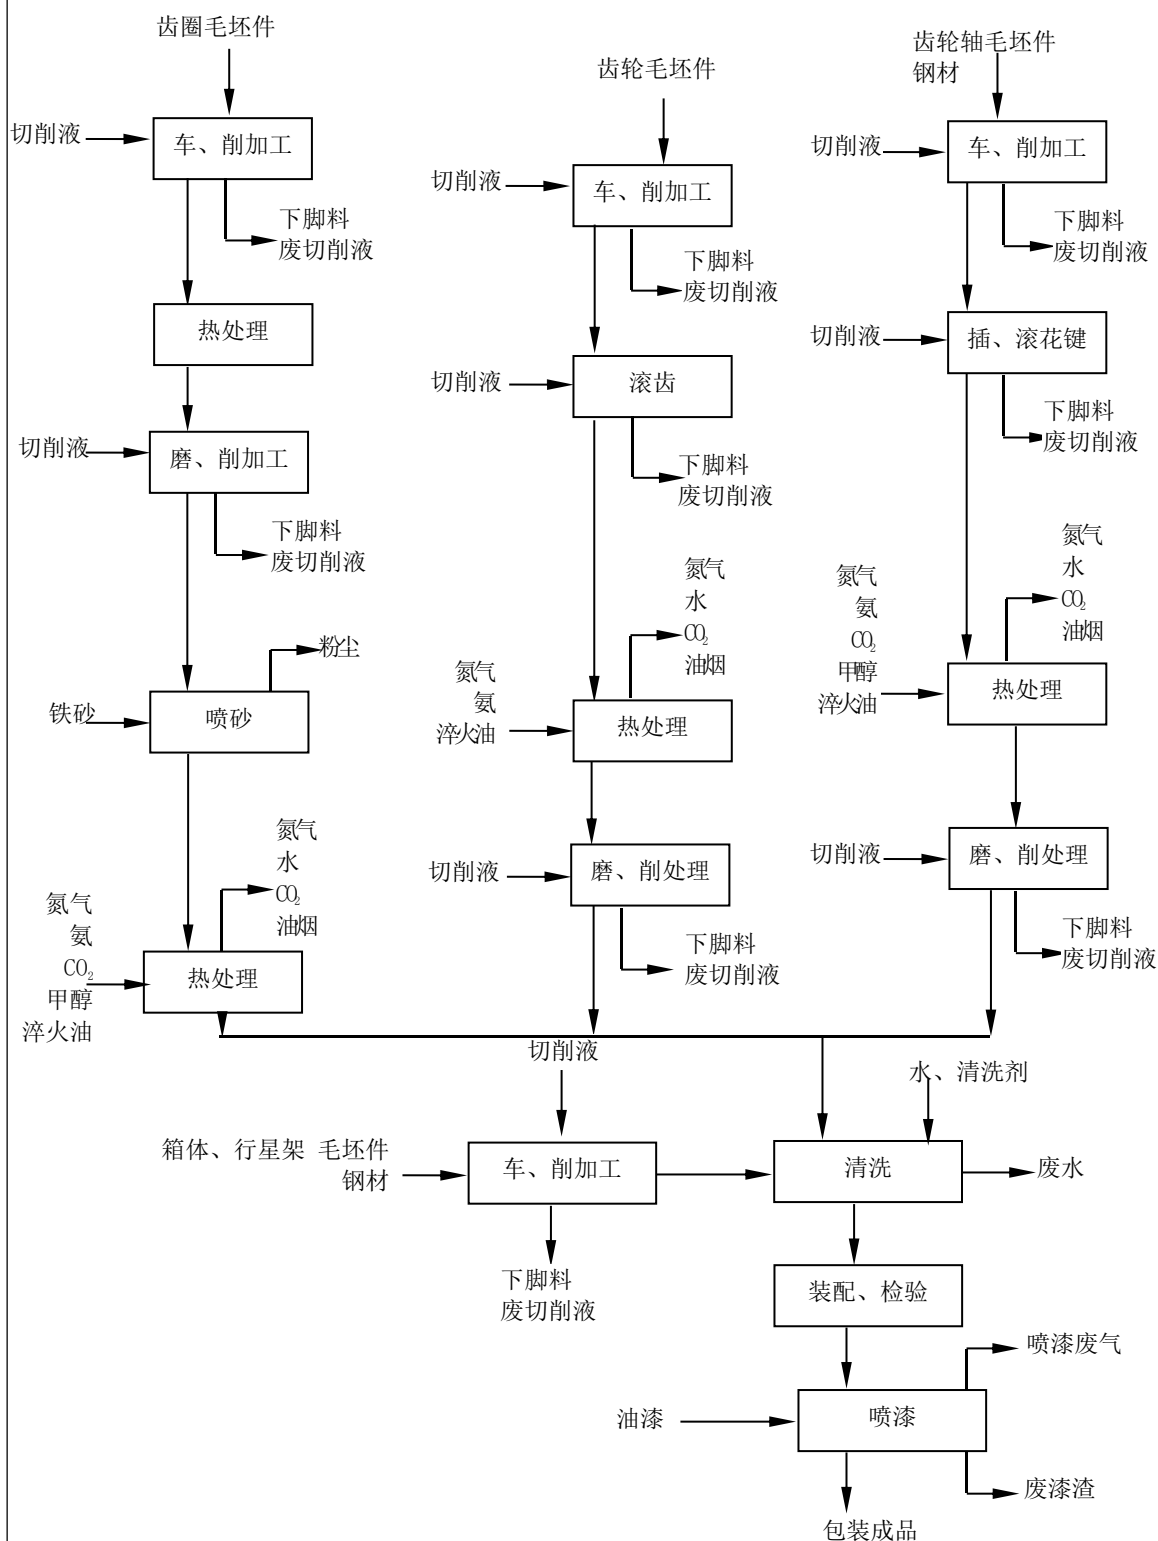 齿圈毛坯件
切削液
车、削加工
下脚料
废切削液
热处理
切削液
磨、削加工
下脚料
废切削液
粉尘
铁砂
喷砂
氮气
水
CO₂
油烟
氮气
氨
CO₂
甲醇
淬火油
热处理
齿轮毛坯件
切削液
车、削加工
下脚料
废切削液
切削液
滚齿
下脚料
废切削液
氮气
水
CO₂
油烟
氮气
氨
淬火油
热处理
切削液
磨、削处理
下脚料
废切削液
齿轮轴毛坯件
钢材
切削液
车、削加工
下脚料
废切削液
切削液
插、滚花键
下脚料
废切削液
氮气
水
CO₂
油烟
氮气
氨
CO₂
甲醇
淬火油
热处理
切削液
磨、削处理
下脚料
废切削液
切削液
水、清洗剂
箱体、行星架 毛坯件
钢材
车、削加工
清洗
废水
下脚料
废切削液
装配、检验
喷漆废气
油漆
喷漆
废漆渣
包装成品